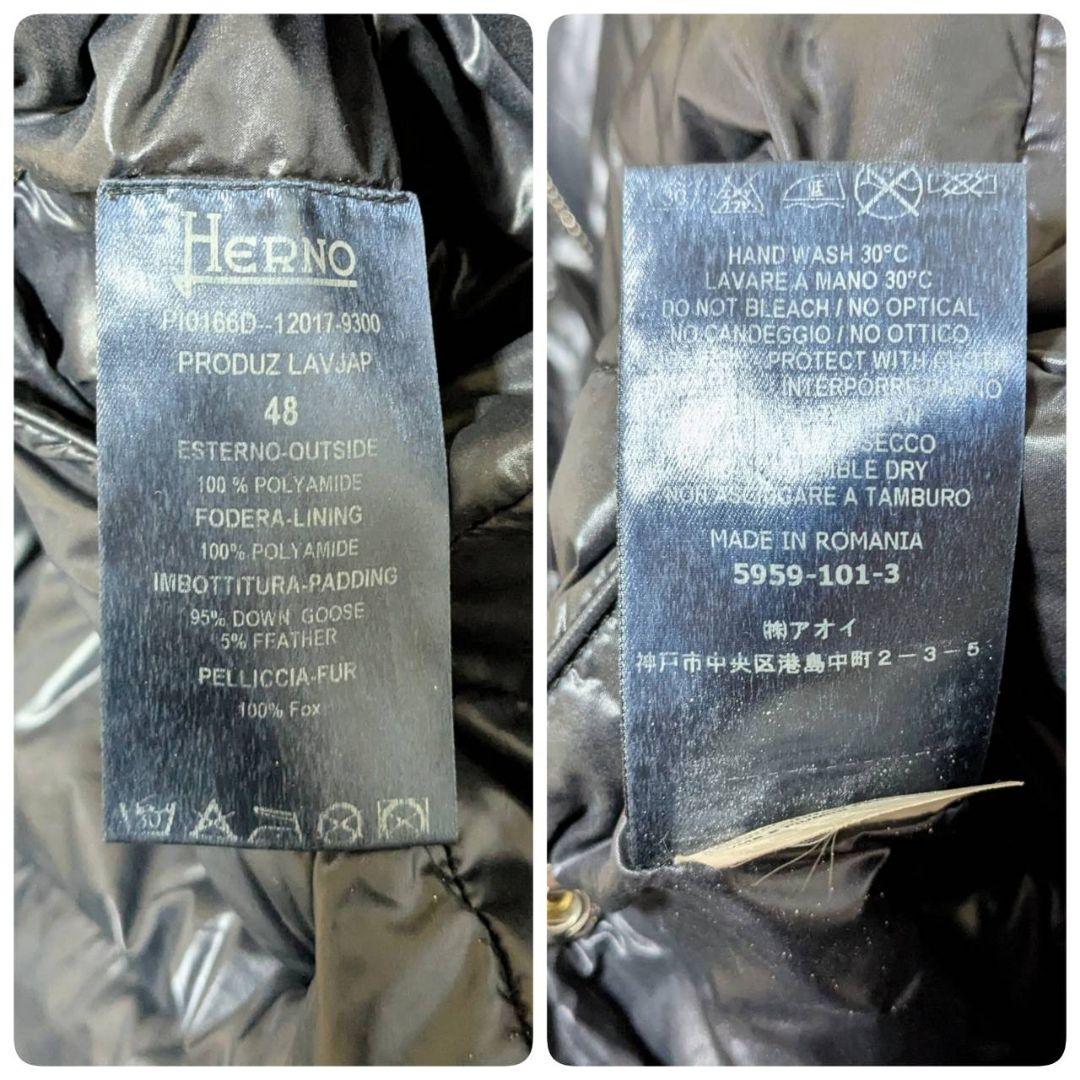 HERNO
PI0166D--12017-9300
PRODUZ LAVJAP
48
ESTERNO-OUTSIDE
100 % POLYAMIDE
FODERA-LINING
100% POLYAMIDE
IMBOTTITURA-PADDING
95% DOWN GOOSE
5% FEATHER
PELLICCIA-FUR
100% FOX
30
低
HAND WASH 30°C
LAVARE A MANO 30°C
DO NOT BLEACH / NO OPTICAL
NO CANDEGGIO / NO OTTICO
PROTECT WITH
INTERPORRE
SECCO
DRY
NON ASCIUGARE A TAMBURO
MADE IN ROMANIA
5959-101-3
㈱アオイ
神戸市中央区港島中町2-3-5